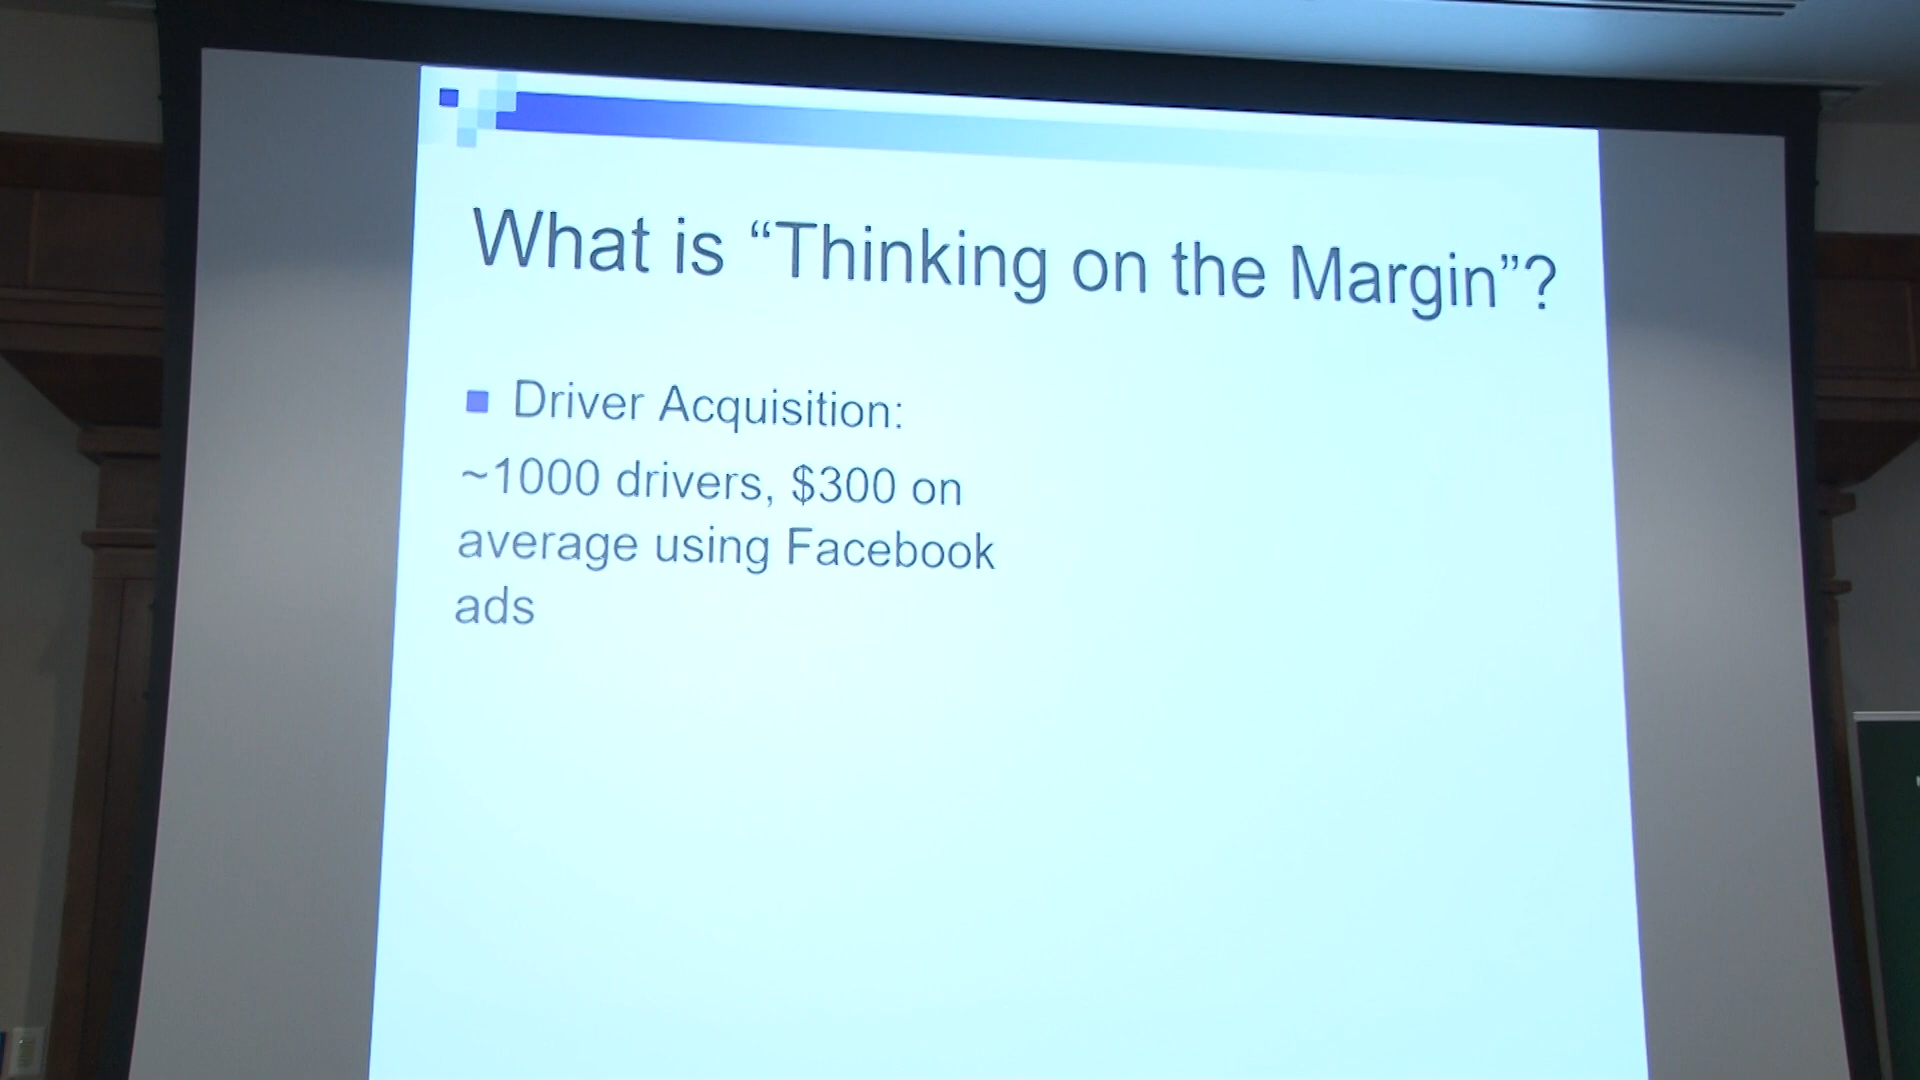 What is “Thinking on the Margin”?
Driver Acquisition:
~1000 drivers, $300 on
average using Facebook
ads